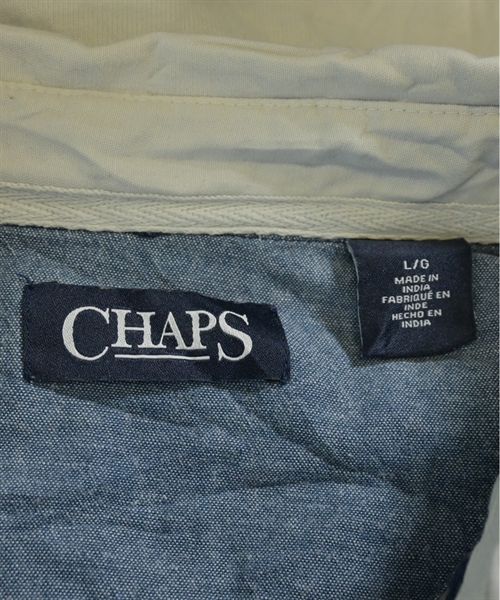 CHAPS
L/G
MADE IN
INDIA
FABRIQUÉ EN
INDE
HECHO EN
INDIA